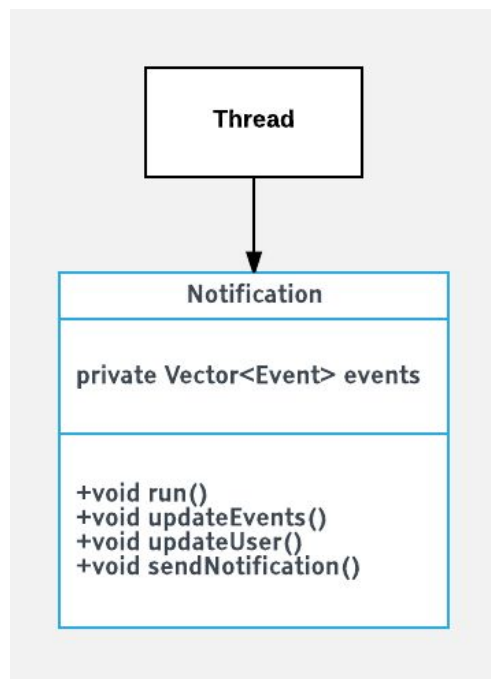 Thread
Notification
private Vector<Event> events
+void run()
+void updateEvents()
+void updateUser()
+void sendNotification()